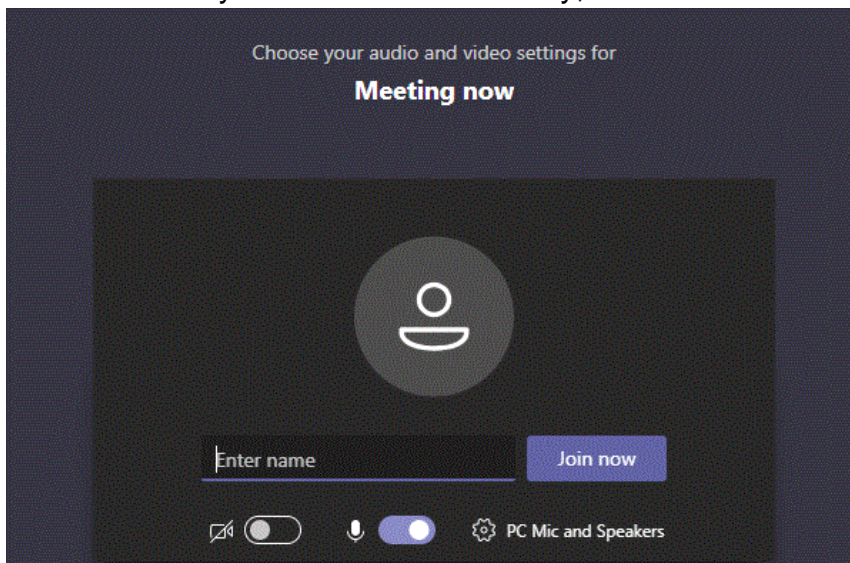 Choose your audio and video settings for
Meeting now
Enter name
Join now
PC Mic and Speakers